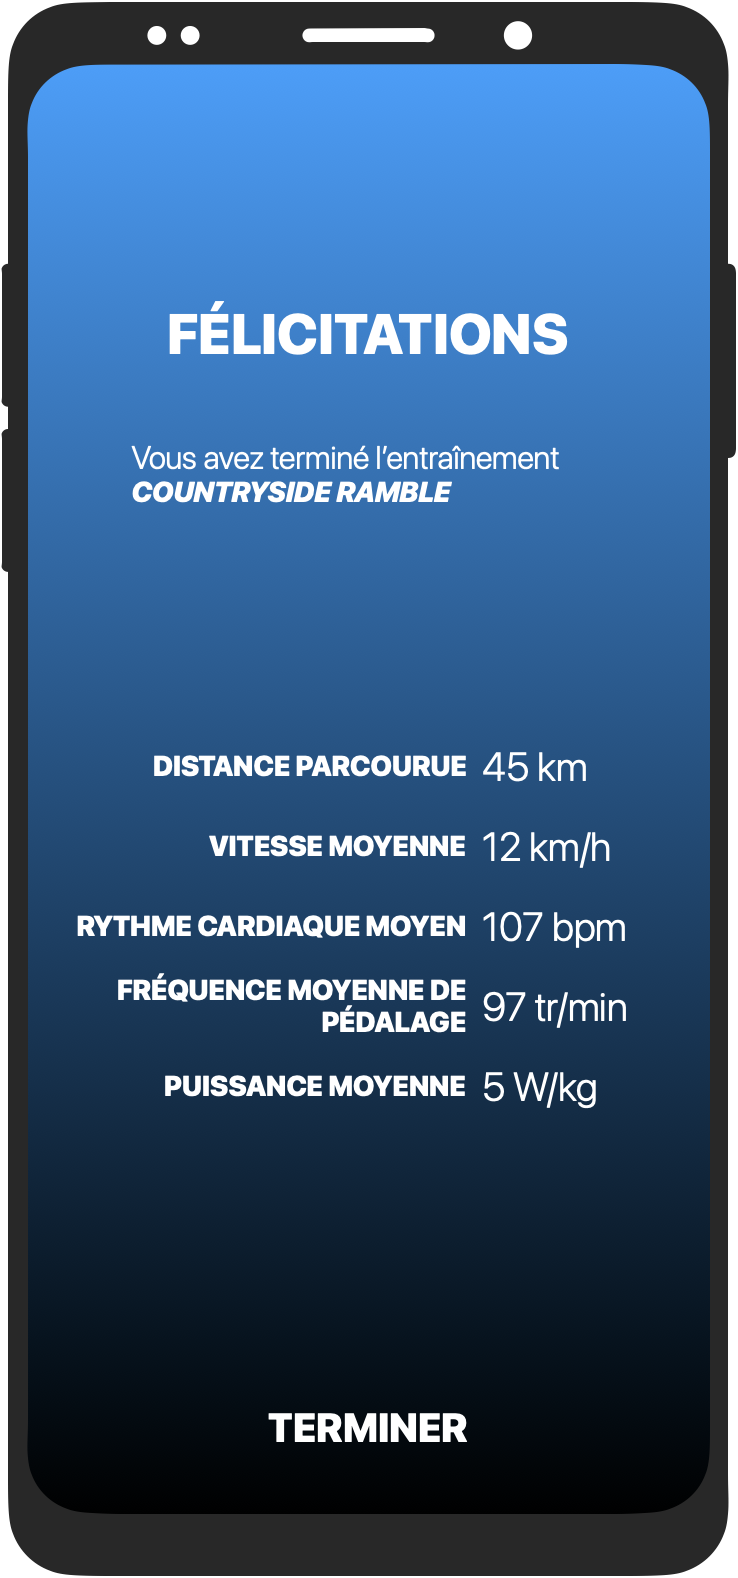 FÉLICITATIONS
Vous avez terminé l’entraînement
COUNTRYSIDE RAMBLE
DISTANCE PARCOURUE 45 km
VITESSE MOYENNE 12 km/h
RYTHME CARDIAQUE MOYEN 107 bpm
FRÉQUENCE MOYENNE DE
PÉDALAGE 97 tr/min
PUISSANCE MOYENNE 5 W/kg
TERMINER